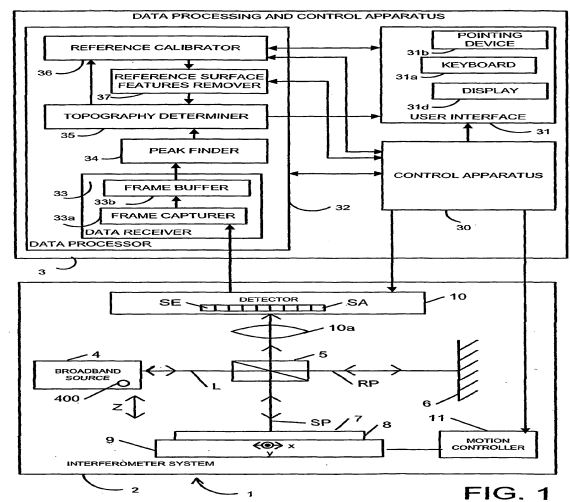 DATA PROCESSING AND CONTROL APPARATUS
REFERENCE CALIBRATOR
36
REFERENCE SURFACE
FEATURES REMOVER
37
TOPOGRAPHY DETERMINER
35
PEAK FINDER
34
33
FRAME BUFFER
33b
33a
FRAME CAPTURER
DATA RECEIVER
DATA PROCESSOR
32
3
POINTING
DEVICE
31b
KEYBOARD
31a
DISPLAY
31d
USER INTERFACE
31
CONTROL APPARATUS
30
DETECTOR
SE
SA
10
10a
4
BROADBAND
SOURCE
400
Z
L
5
RP
6
SP
7
8
9
x
y
11
MOTION
CONTROLLER
INTERFEROMETER SYSTEM
2
1
FIG. 1